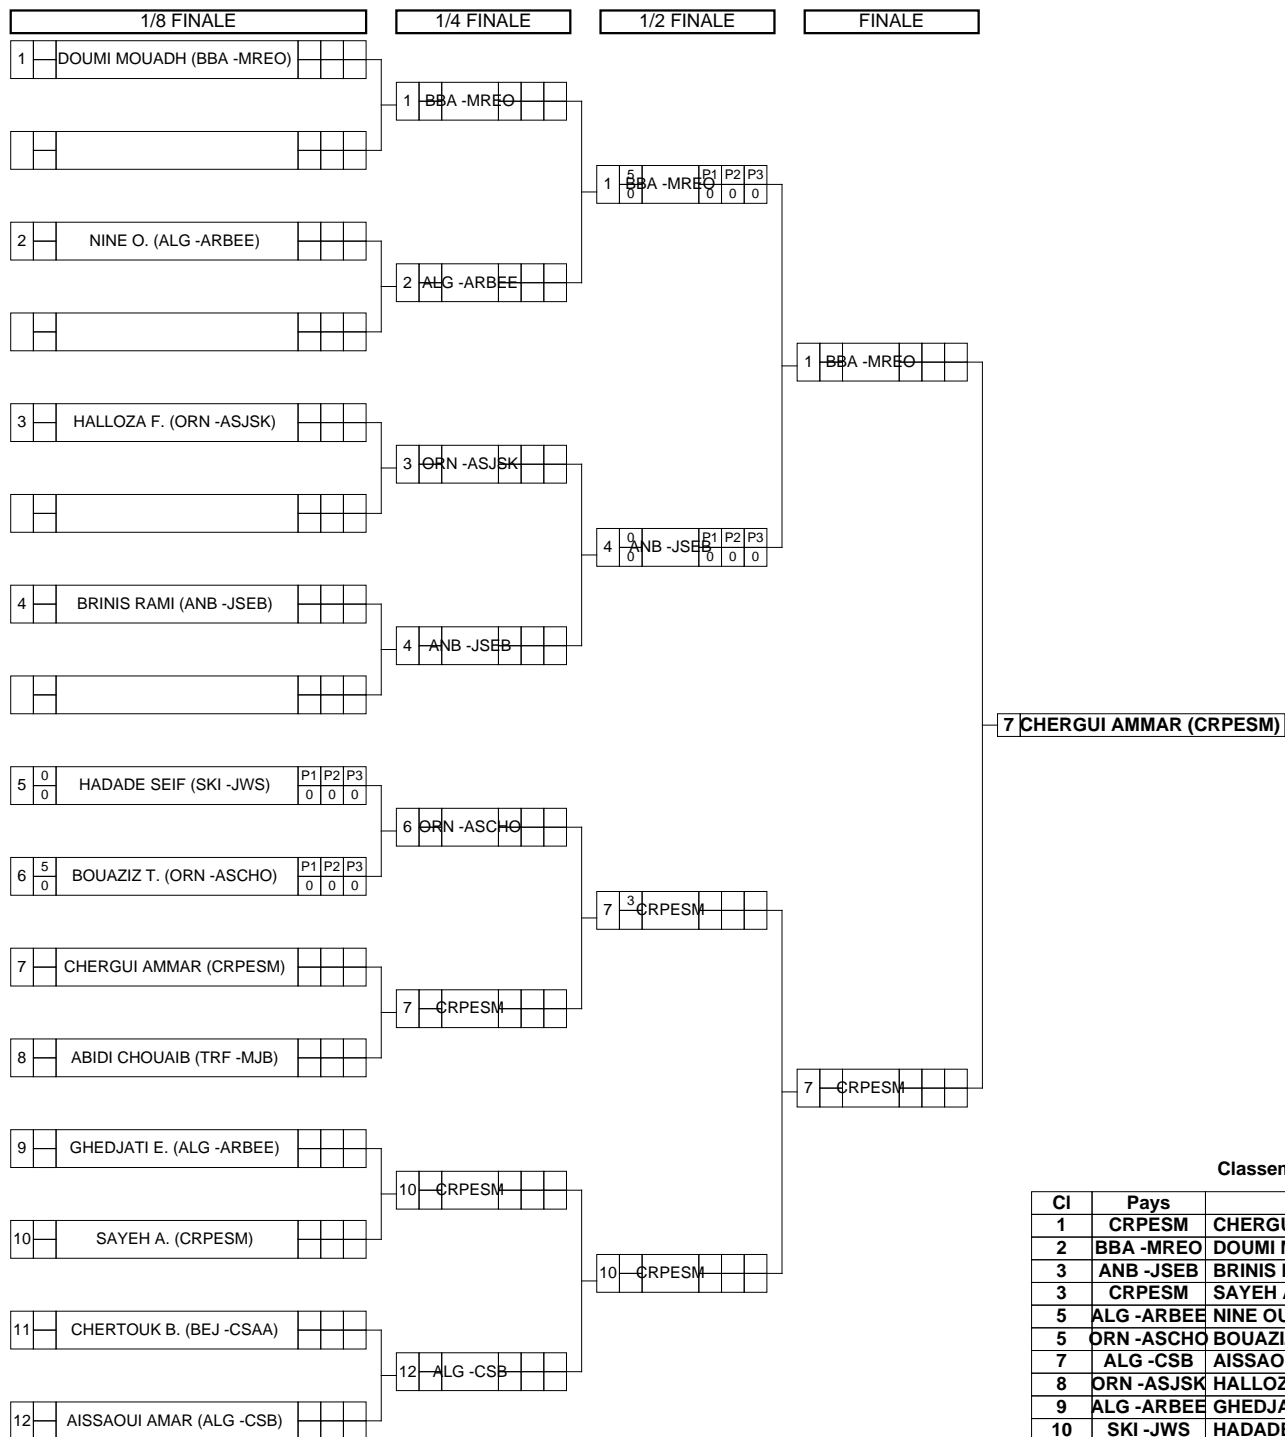 1/8 FINALE 1/4 FINALE 1/2 FINALE FINALE
1 DOUMI MOUADH (BBA -MREO)
1 BBA -MREO
1 5 0 BBA -MREO P1 P2 P3 0 0 0
2 NINE O. (ALG -ARBEE)
2 ALG -ARBEE
1 BBA -MREO
3 HALLOZA F. (ORN -ASJSK)
3 ORN -ASJSK
4 0 0 ANB -JSEB P1 P2 P3 0 0 0
4 BRINIS RAMI (ANB -JSEB)
4 ANB -JSEB
7 CHERGUI AMMAR (CRPESM)
5 0 0 HADADE SEIF (SKI -JWS) P1 P2 P3 0 0 0
6 ORN -ASCHO
6 5 0 BOUAZIZ T. (ORN -ASCHO) P1 P2 P3 0 0 0
7 3 CRPESM
7 CHERGUI AMMAR (CRPESM)
7 CRPESM
8 ABIDI CHOUAIB (TRF -MJB)
7 CRPESM
9 GHEDJATI E. (ALG -ARBEE)
10 CRPESM
10 SAYEH A. (CRPESM)
10 CRPESM
11 CHERTOUK B. (BEJ -CSAA)
12 ALG -CSB
12 AISSAOUI AMAR (ALG -CSB)
Cl Pays
1 CRPESM
2 BBA -MREO DOUMI
3 ANB -JSEB BRINIS
3 CRPESM SAYEH
5 ALG -ARBEE NINE
5 ORN -ASCHO
7 ALG -CSB
8 ORN -ASJSK
9 ALG -ARBEE
10 SKI -JWS HADADE